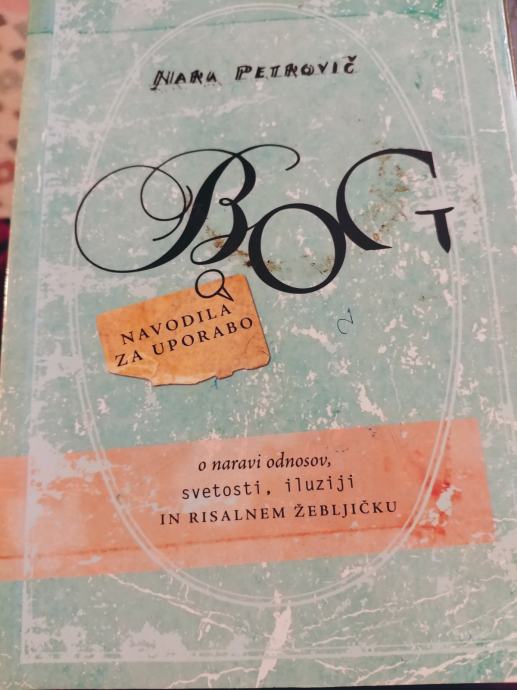 NARA PETROVIČ
BOG
NAVODILA
ZA UPORABO
o naravi odnosov,
svetosti, iluziji
IN RISALNEM ŽEBLJIČKU